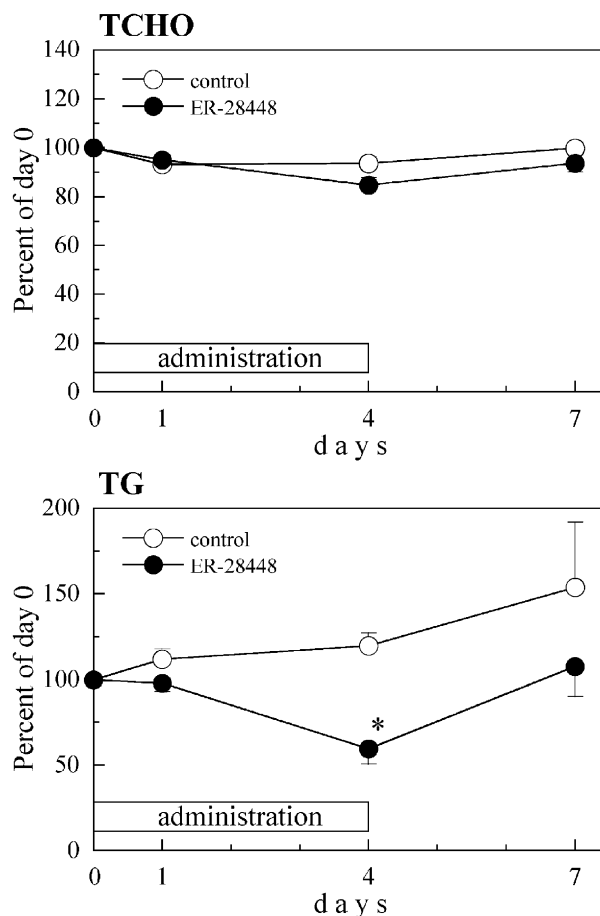 TCHO
140
120
100
80
60
40
20
0
Percent of day 0
control
ER-28448
administration
0 1 4 7
d a y s
TG
200
150
100
50
0
Percent of day 0
control
ER-28448
*
administration
0 1 4 7
d a y s